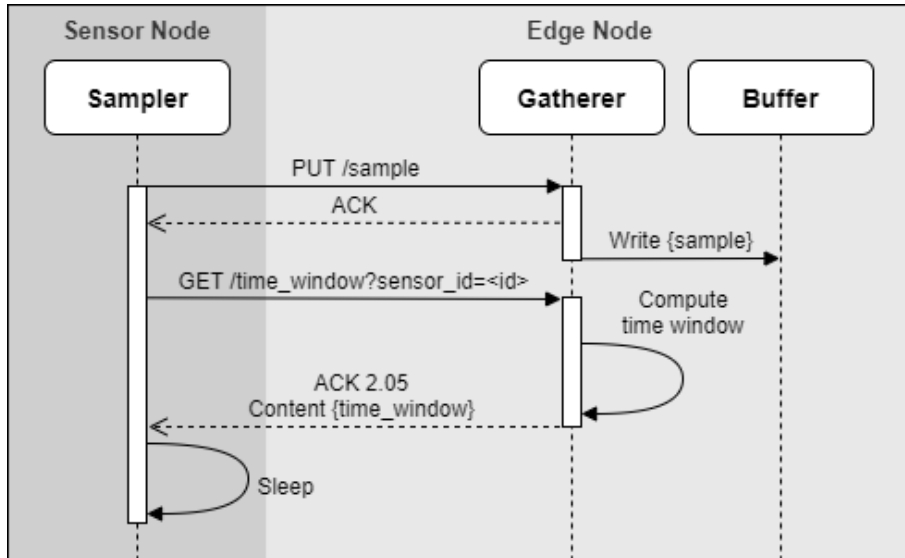 Sensor Node
Edge Node
Sampler
Gatherer
Buffer
PUT /sample
ACK
Write {sample}
GET /time_window?sensor_id=<id>
Compute
time window
ACK 2.05
Content {time_window}
Sleep